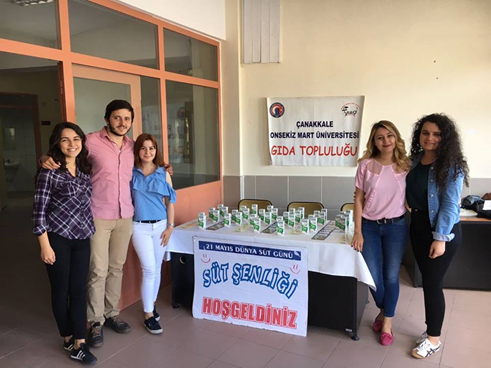 ÇANAKKALE
ONSEKİZ MART ÜNİVERSİTESİ
GIDA TOPLULUĞU
21 MAYIS DÜNYA SÜT GÜNÜ
SÜT ŞENLİĞİ
HOŞGELDİNİZ